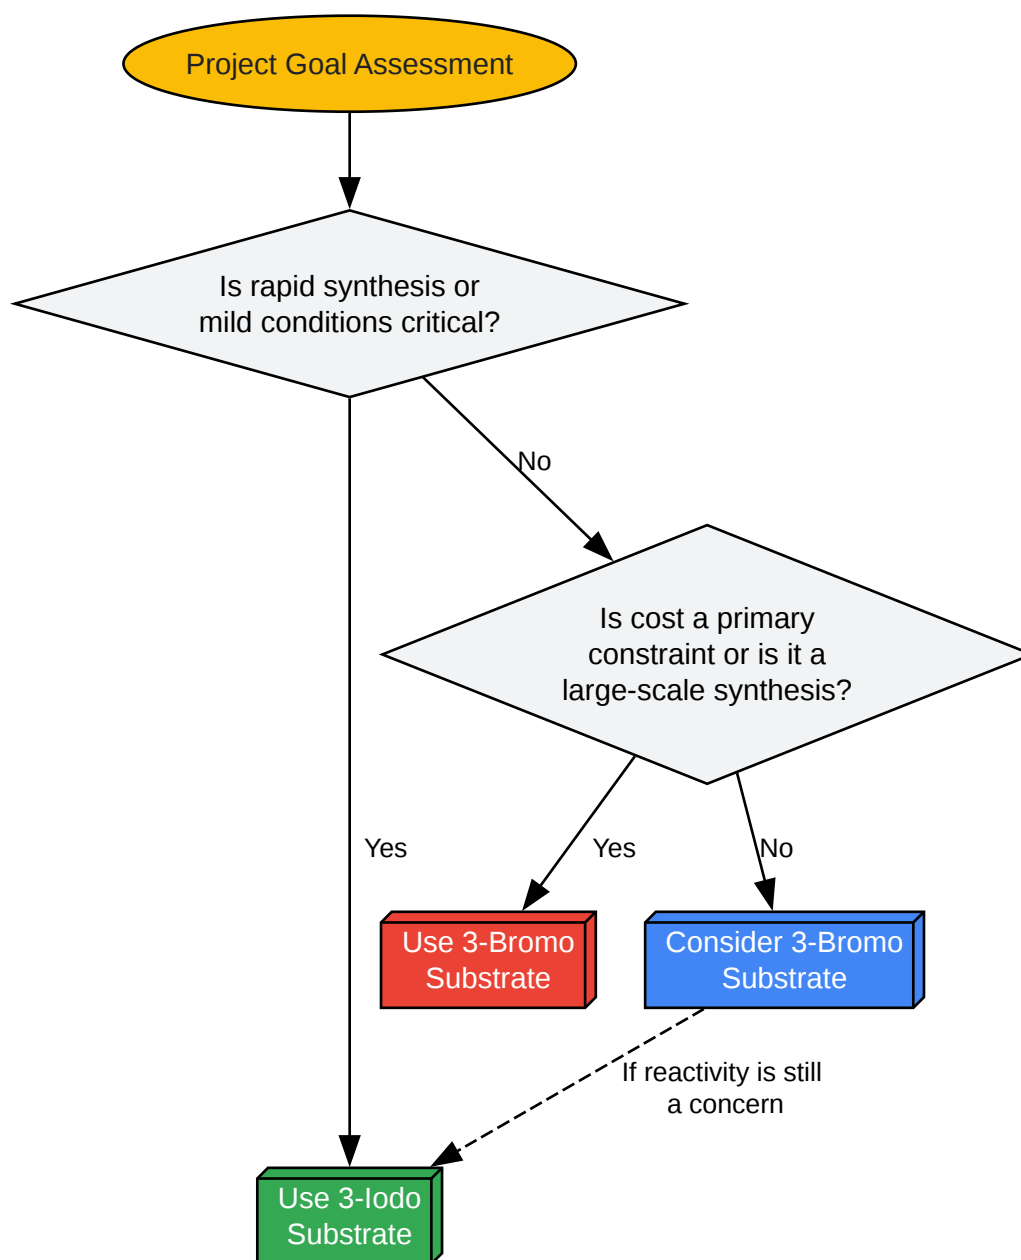 Project Goal Assessment
Is rapid synthesis or
mild conditions critical?
No
Is cost a primary
constraint or is it a
large-scale synthesis?
Yes
Yes
No
Use 3-Bromo
Substrate
Consider 3-Bromo
Substrate
If reactivity is still
a concern
Use 3-Iodo
Substrate